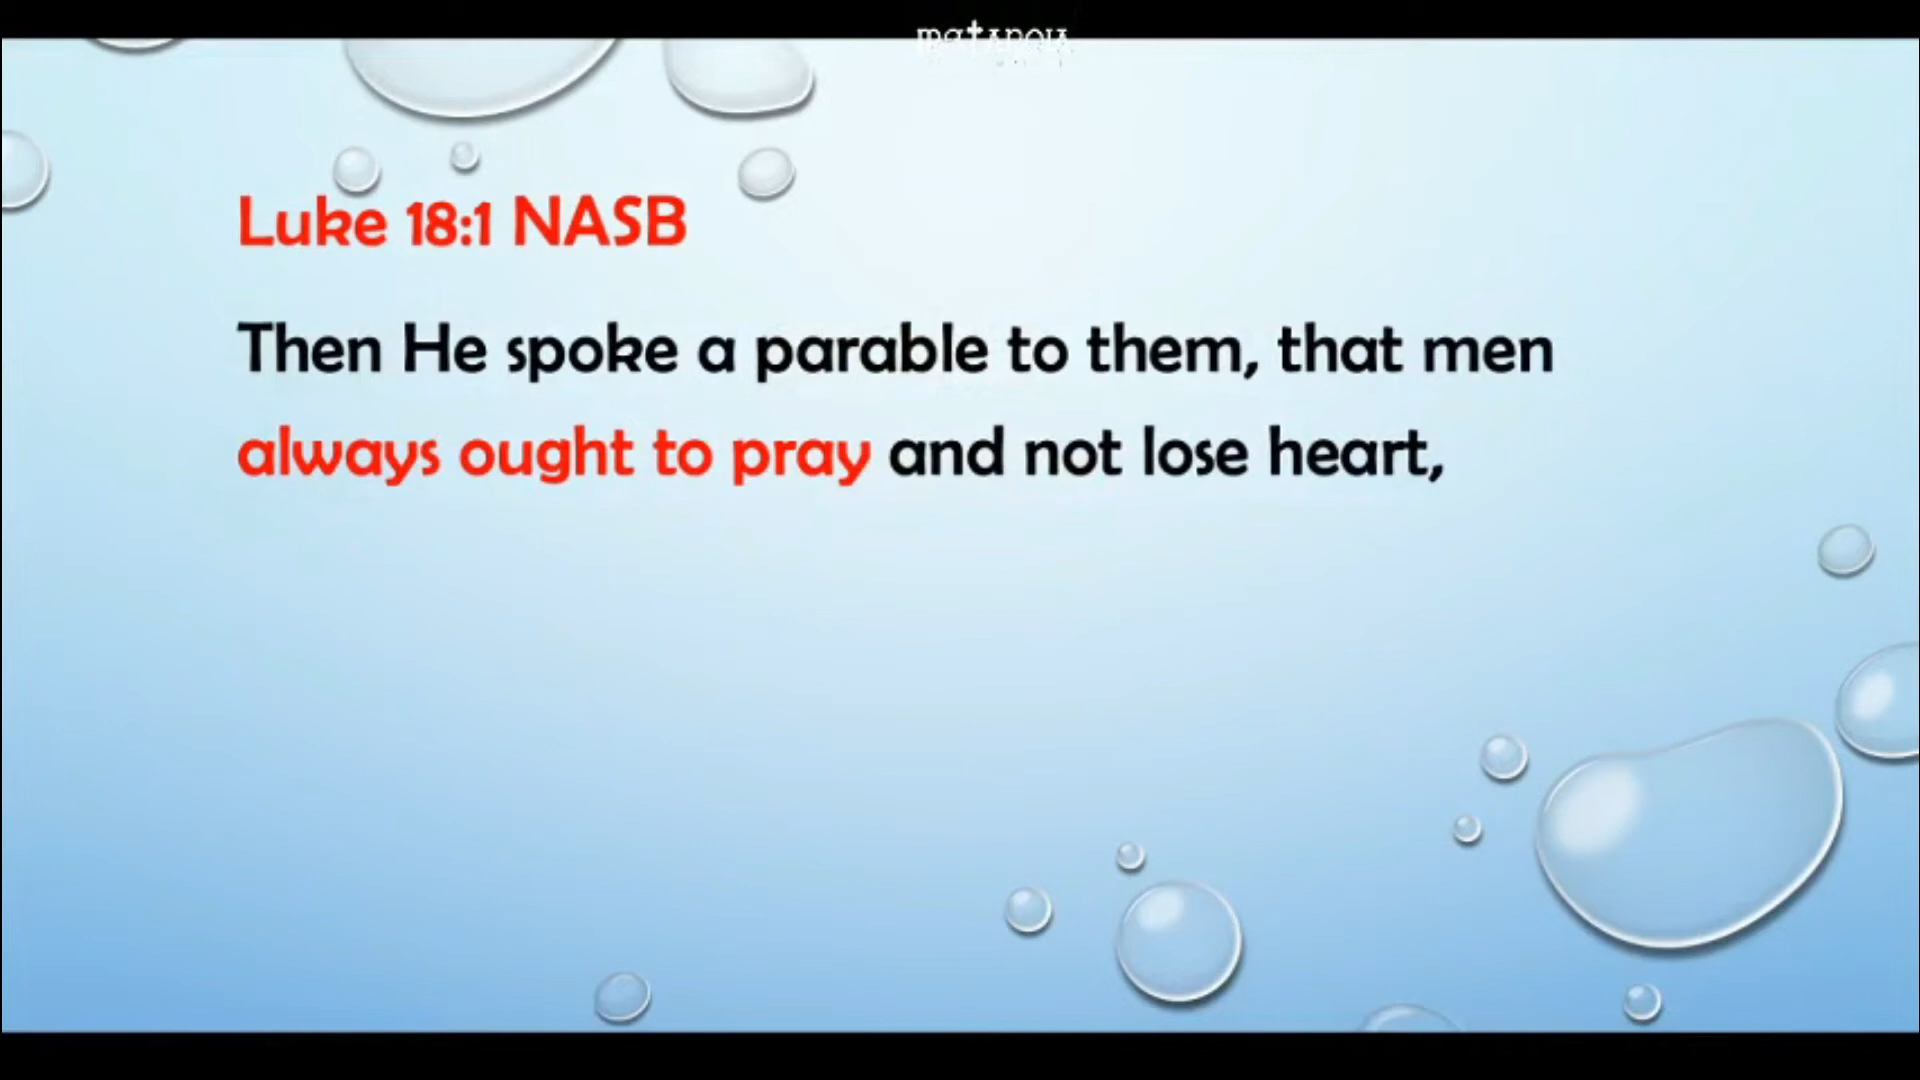 Luke 18:1 NASB
Then He spoke a parable to them, that men
always ought to pray and not lose heart,